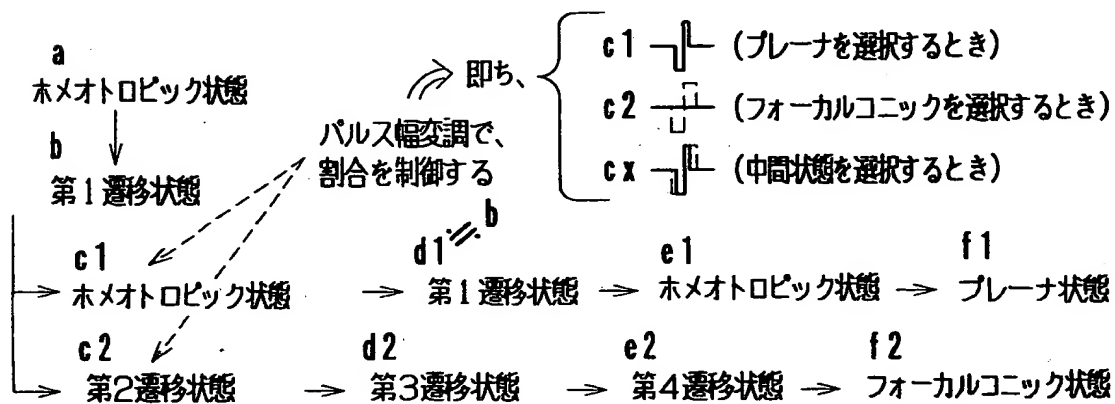 a
ホメオトロピック状態
b
第1遷移状態
パルス幅変調で、
割合を制御する
即ち、
c1 (プレーナを選択するとき)
c2 (フォーカルコニックを選択するとき)
cx (中間状態を選択するとき)
c1 d1 b e1 f1
ホメオトロピック状態 → 第1遷移状態 → ホメオトロピック状態 → プレーナ状態
c2 d2 e2 f2
第2遷移状態 → 第3遷移状態 → 第4遷移状態 → フォーカルコニック状態